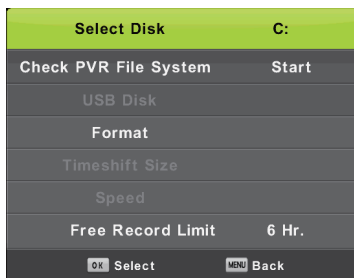 Select Disk C:
Check PVR File System Start
USB Disk
Format
Timeshift Size
Speed
Free Record Limit 6 Hr.
OK Select MENU Back